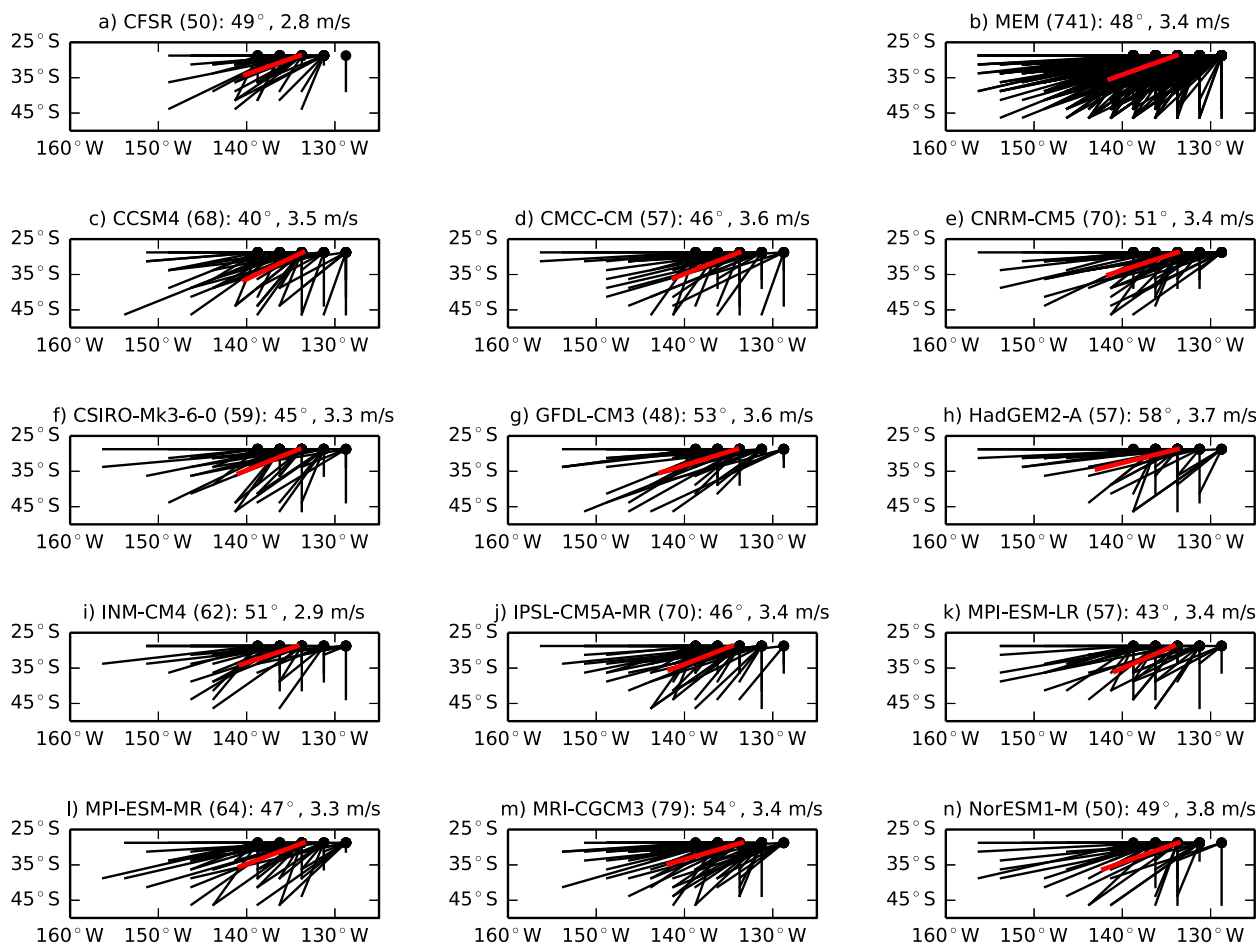 a) CFSR (50): 49°, 2.8 m/s
25°S
35°S
45°S
160°W 150°W 140°W 130°W
b) MEM (741): 48°, 3.4 m/s
25°S
35°S
45°S
160°W 150°W 140°W 130°W
c) CCSM4 (68): 40°, 3.5 m/s
25°S
35°S
45°S
160°W 150°W 140°W 130°W
d) CMCC-CM (57): 46°, 3.6 m/s
25°S
35°S
45°S
160°W 150°W 140°W 130°W
e) CNRM-CM5 (70): 51°, 3.4 m/s
25°S
35°S
45°S
160°W 150°W 140°W 130°W
f) CSIRO-Mk3-6-0 (59): 45°, 3.3 m/s
25°S
35°S
45°S
160°W 150°W 140°W 130°W
g) GFDL-CM3 (48): 53°, 3.6 m/s
25°S
35°S
45°S
160°W 150°W 140°W 130°W
h) HadGEM2-A (57): 58°, 3.7 m/s
25°S
35°S
45°S
160°W 150°W 140°W 130°W
i) INM-CM4 (62): 51°, 2.9 m/s
25°S
35°S
45°S
160°W 150°W 140°W 130°W
j) IPSL-CM5A-MR (70): 46°, 3.4 m/s
25°S
35°S
45°S
160°W 150°W 140°W 130°W
k) MPI-ESM-LR (57): 43°, 3.4 m/s
25°S
35°S
45°S
160°W 150°W 140°W 130°W
l) MPI-ESM-MR (64): 47°, 3.3 m/s
25°S
35°S
45°S
160°W 150°W 140°W 130°W
m) MRI-CGCM3 (79): 54°, 3.4 m/s
25°S
35°S
45°S
160°W 150°W 140°W 130°W
n) NorESM1-M (50): 49°, 3.8 m/s
25°S
35°S
45°S
160°W 150°W 140°W 130°W